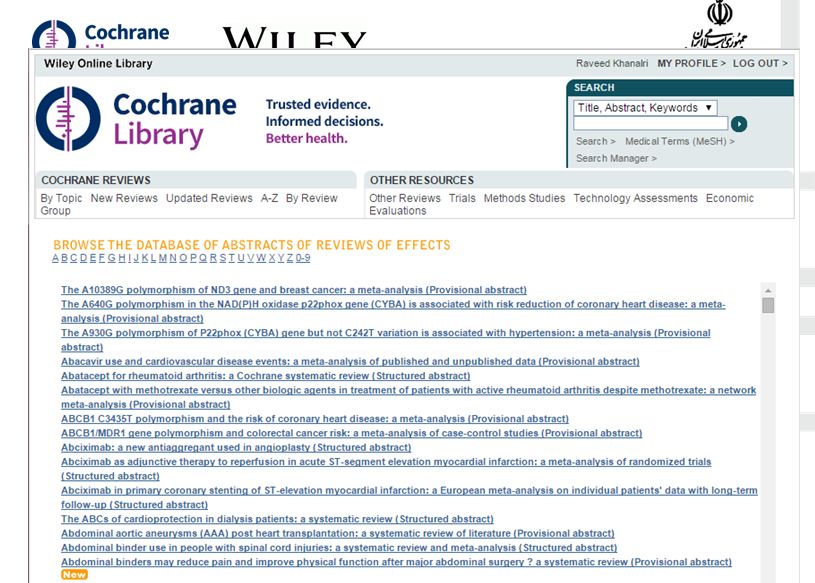 Cochrane
WILEY
Wiley Online Library
Raveed Khanalri MY PROFILE > LOG OUT >
Cochrane
Library
Trusted evidence.
Informed decisions.
Better health.
SEARCH
Title, Abstract, Keywords
Search > Medical Terms (MeSH) >
Search Manager >
COCHRANE REVIEWS
By Topic New Reviews Updated Reviews A-Z By Review
Group
OTHER RESOURCES
Other Reviews Trials Methods Studies Technology Assessments Economic
Evaluations
BROWSE THE DATABASE OF ABSTRACTS OF REVIEWS OF EFFECTS
A B C D E F G H I J K L M N O P Q R S T U V W X Y Z 0-9
The A10389G polymorphism of ND3 gene and breast cancer: a meta-analysis (Provisional abstract)
The A640G polymorphism in the NAD(P)H oxidase p22phox gene (CYBA) is associated with risk reduction of coronary heart disease: a meta-
analysis (Provisional abstract)
The A930G polymorphism of P22phox (CYBA) gene but not C242T variation is associated with hypertension: a meta-analysis (Provisional
abstract)
Abacavir use and cardiovascular disease events: a meta-analysis of published and unpublished data (Provisional abstract)
Abatacept for rheumatoid arthritis: a Cochrane systematic review (Structured abstract)
Abatacept with methotrexate versus other biologic agents in treatment of patients with active rheumatoid arthritis despite methotrexate: a network
meta-analysis (Provisional abstract)
ABCB1 C3435T polymorphism and the risk of coronary heart disease: a meta-analysis (Provisional abstract)
ABCB1/MDR1 gene polymorphism and colorectal cancer risk: a meta-analysis of case-control studies (Provisional abstract)
Abciximab: a new antiaggregant used in angioplasty (Structured abstract)
Abciximab as adjunctive therapy to reperfusion in acute ST-segment elevation myocardial infarction: a meta-analysis of randomized trials
(Structured abstract)
Abciximab in primary coronary stenting of ST-elevation myocardial infarction: a European meta-analysis on individual patients' data with long-term
follow-up (Structured abstract)
The ABCs of cardioprotection in dialysis patients: a systematic review (Structured abstract)
Abdominal aortic aneurysms (AAA) post heart transplantation: a systematic review of literature (Provisional abstract)
Abdominal binder use in people with spinal cord injuries: a systematic review and meta-analysis (Structured abstract)
Abdominal binders may reduce pain and improve physical function after major abdominal surgery ? a systematic review (Provisional abstract)
New